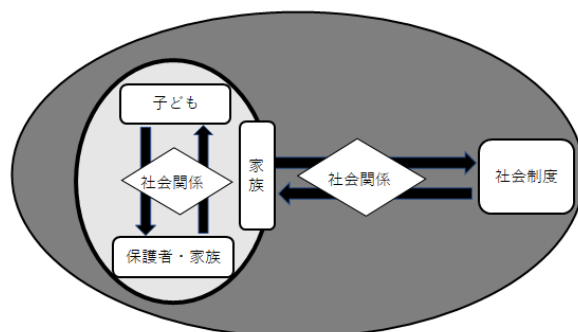 子ども
社会関係
家族
社会関係
社会制度
保護者・家族